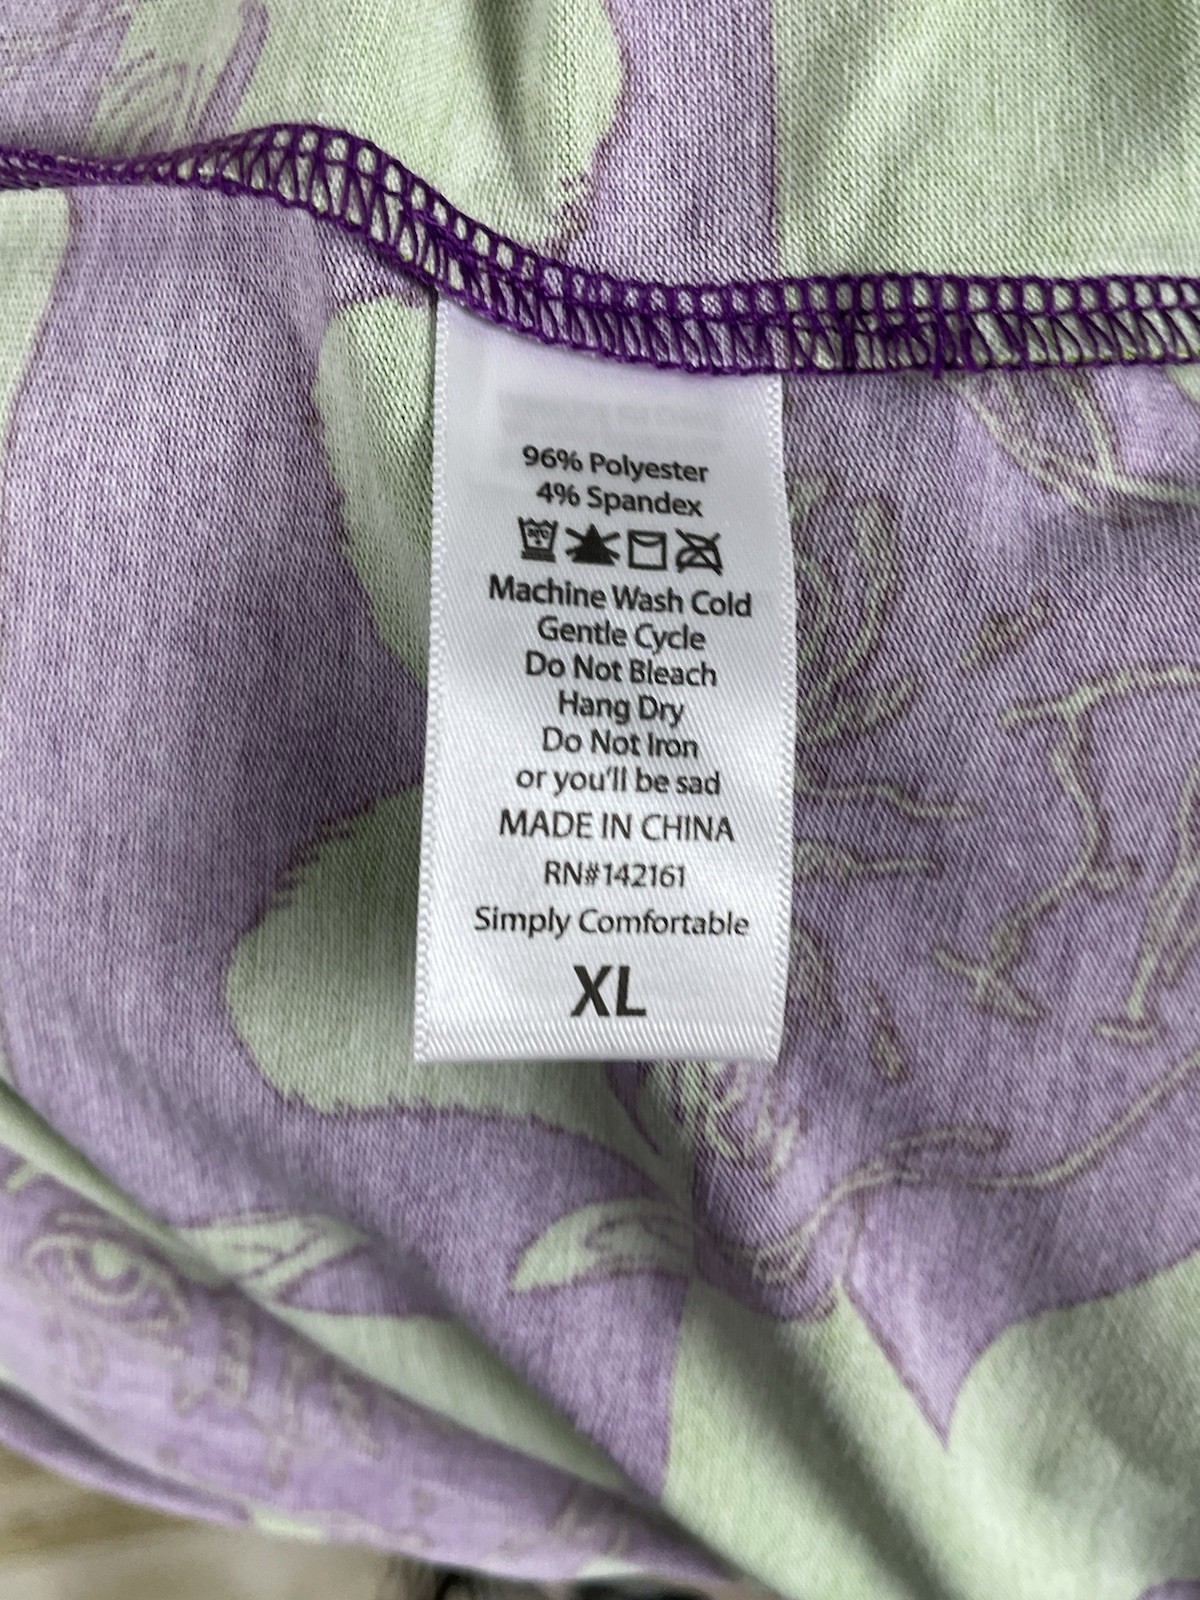 96% Polyester
4% Spandex
Machine Wash Cold
Gentle Cycle
Do Not Bleach
Hang Dry
Do Not Iron
or you'll be sad
MADE IN CHINA
RN#142161
Simply Comfortable
XL